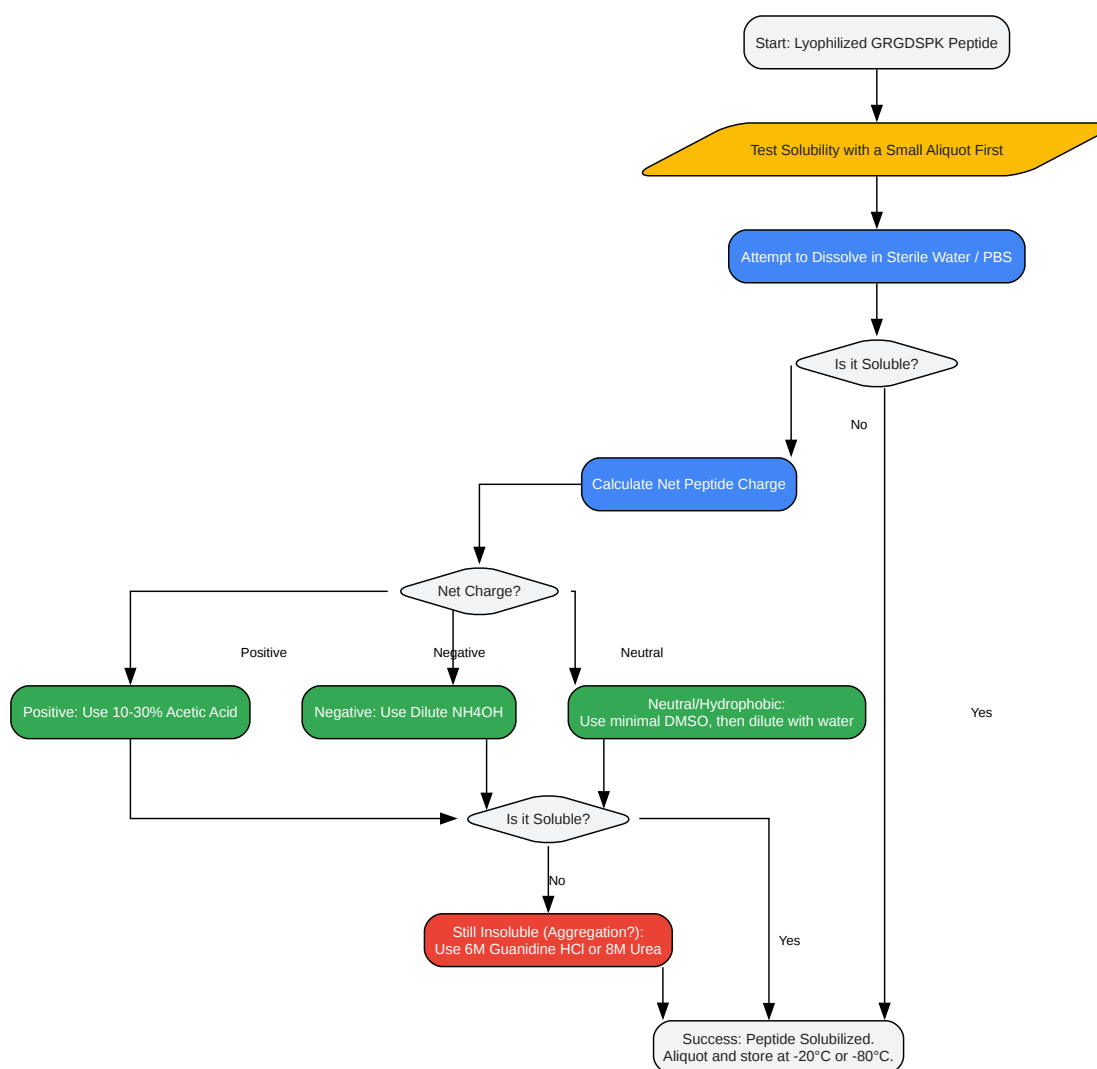 Start: Lyophilized GRGDSPK Peptide
Test Solubility with a Small Aliquot First
Attempt to Dissolve in Sterile Water / PBS
Is it Soluble?
No
Calculate Net Peptide Charge
Net Charge?
Positive
Negative
Neutral
Positive: Use 10-30% Acetic Acid
Negative: Use Dilute NH4OH
Neutral/Hydrophobic:
Use minimal DMSO, then dilute with water
Yes
Is it Soluble?
No
Still Insoluble (Aggregation?):
Use 6M Guanidine HCl or 8M Urea
Yes
Success: Peptide Solubilized.
Aliquot and store at -20°C or -80°C.